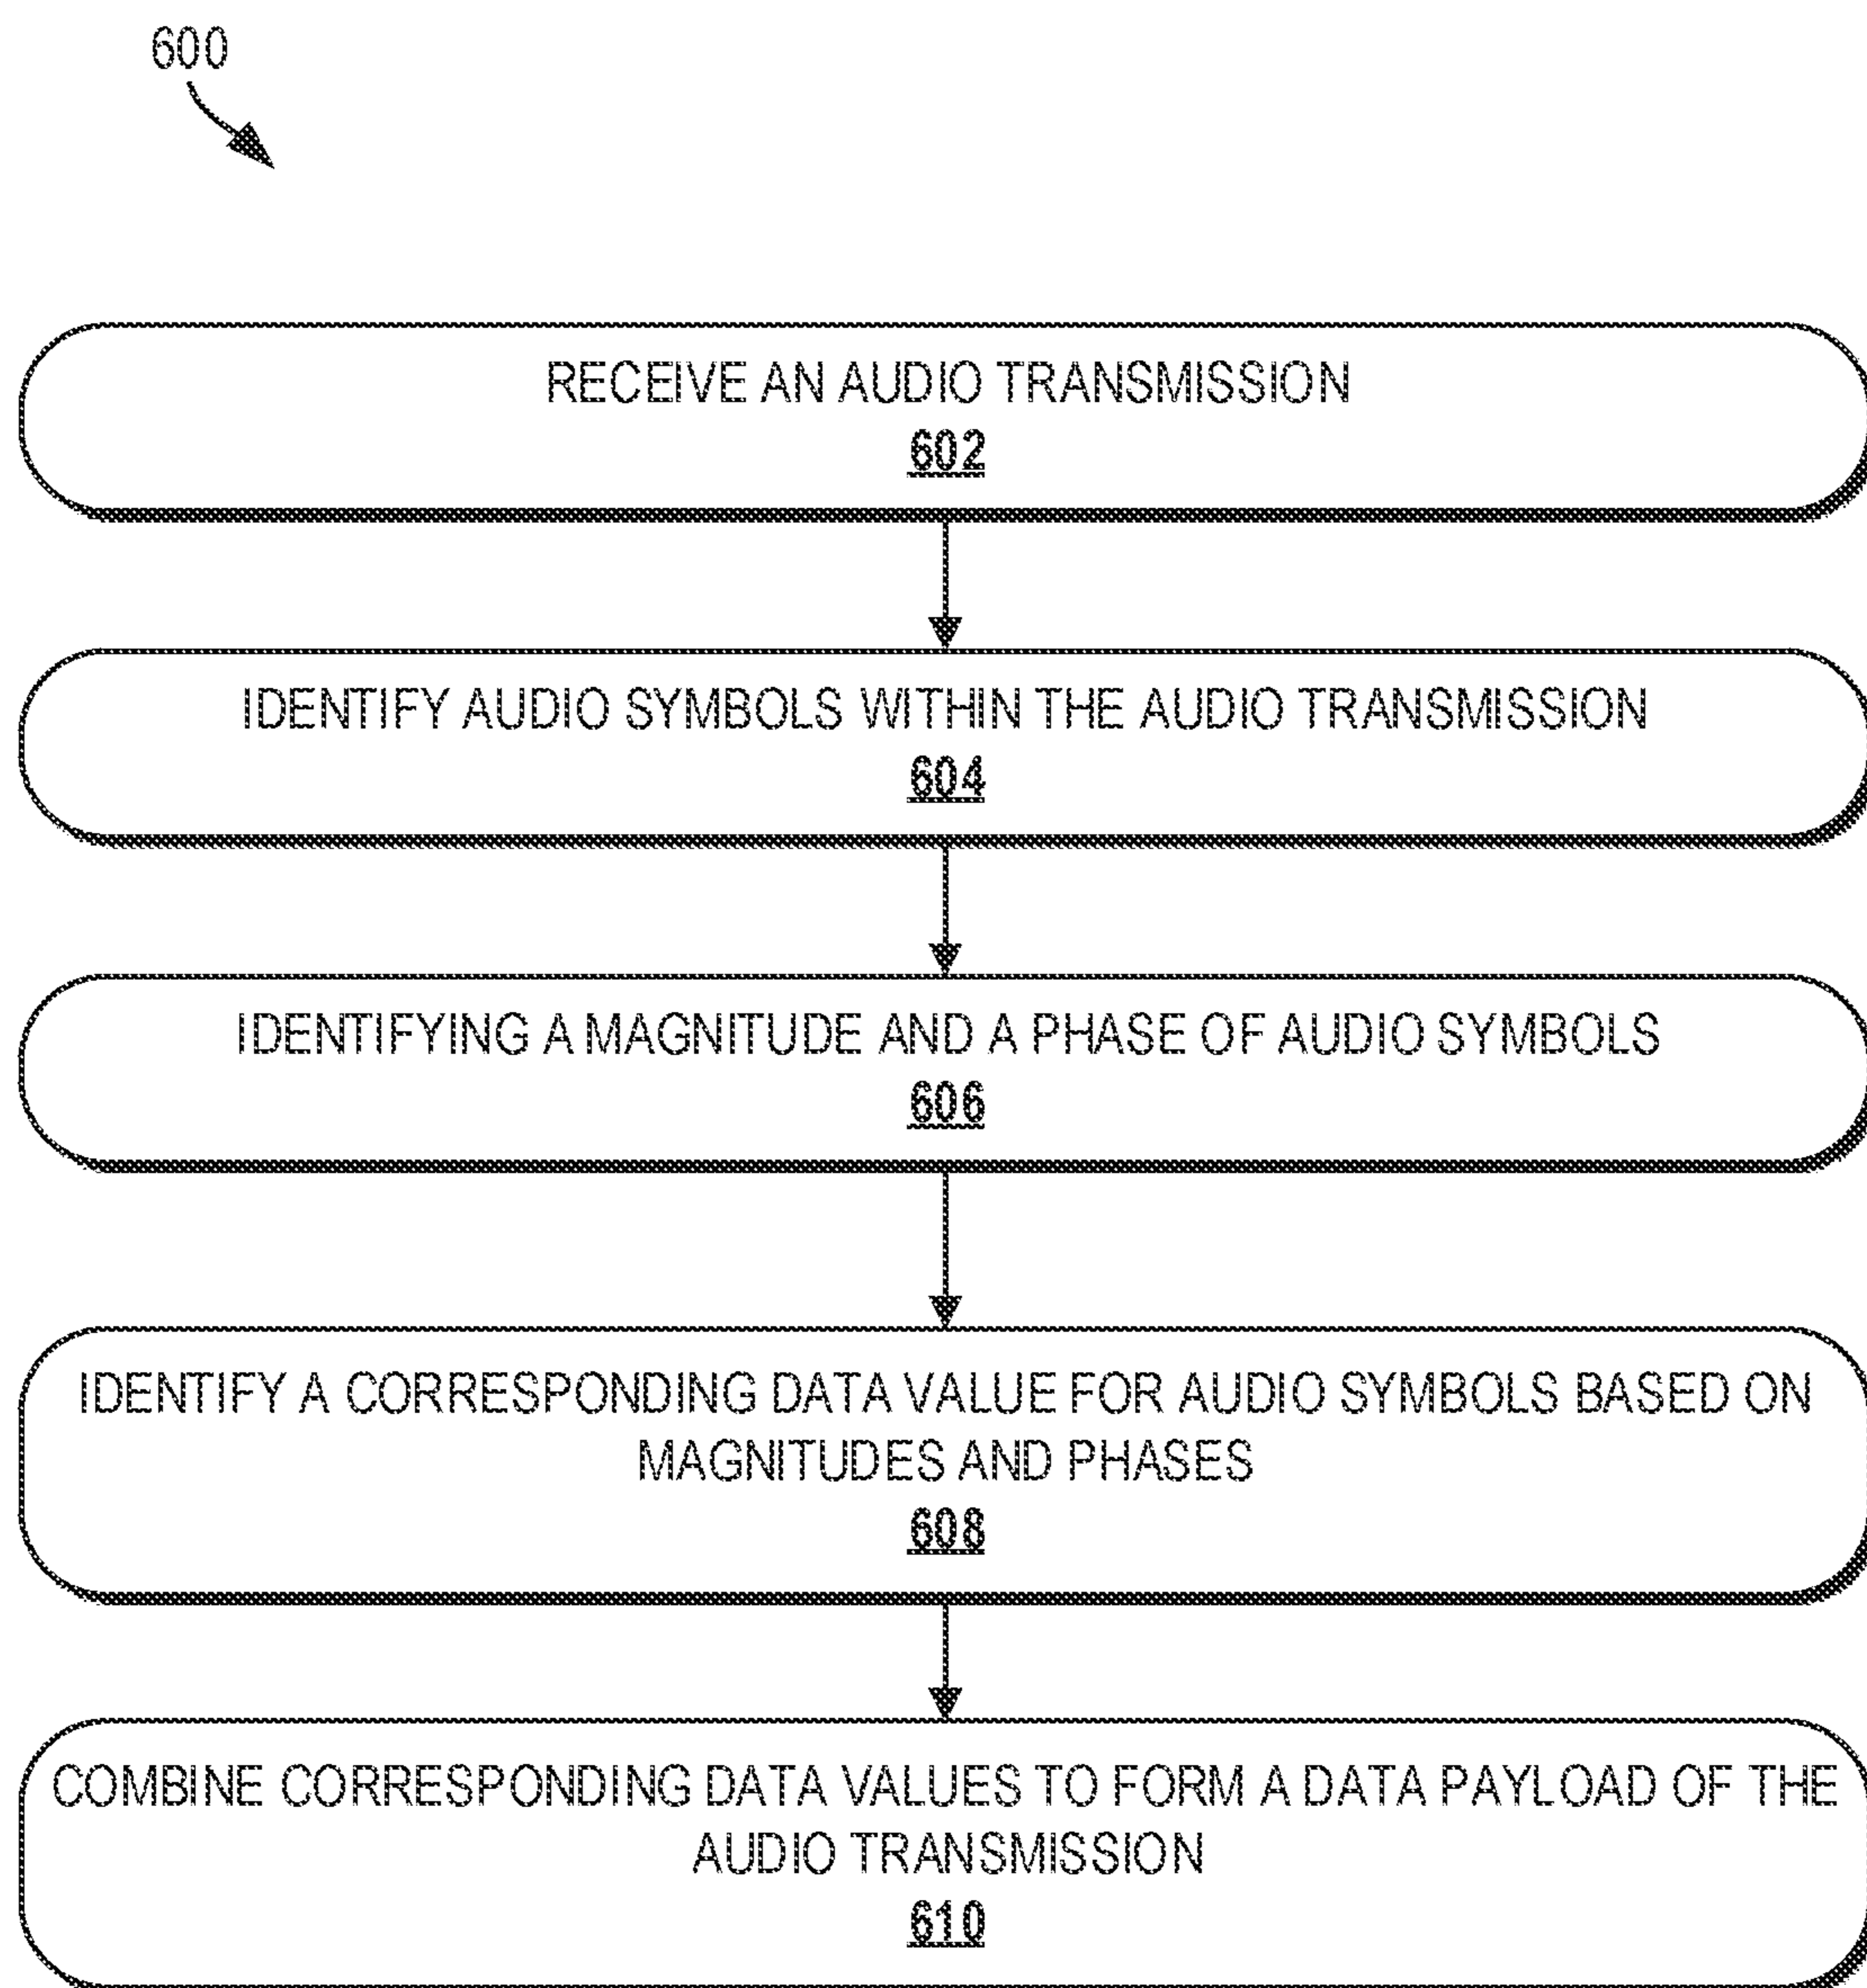 600
RECEIVE AN AUDIO TRANSMISSION
602
IDENTIFY AUDIO SYMBOLS WITHIN THE AUDIO TRANSMISSION
604
IDENTIFYING A MAGNITUDE AND A PHASE OF AUDIO SYMBOLS
606
IDENTIFY A CORRESPONDING DATA VALUE FOR AUDIO SYMBOLS BASED ON
MAGNITUDES AND PHASES
608
COMBINE CORRESPONDING DATA VALUES TO FORM A DATA PAYLOAD OF THE
AUDIO TRANSMISSION
610